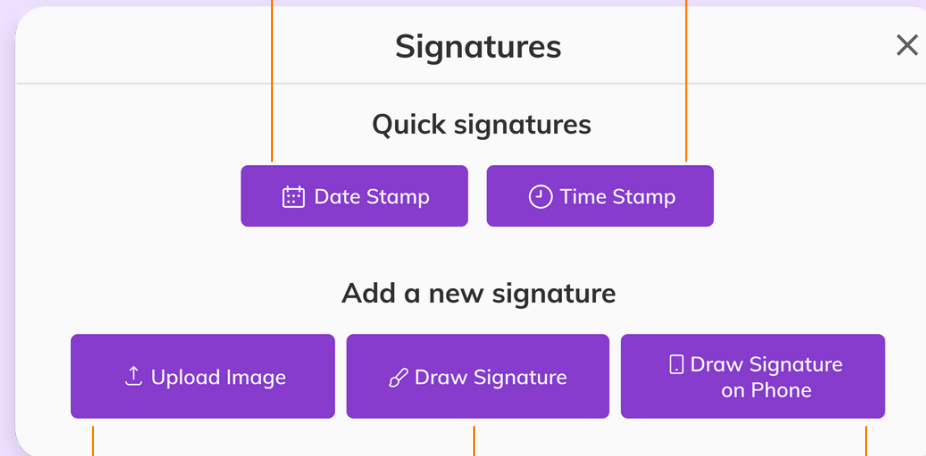 Signatures
Quick signatures
Date Stamp
Time Stamp
Add a new signature
Upload Image
Draw Signature
Draw Signature
on Phone